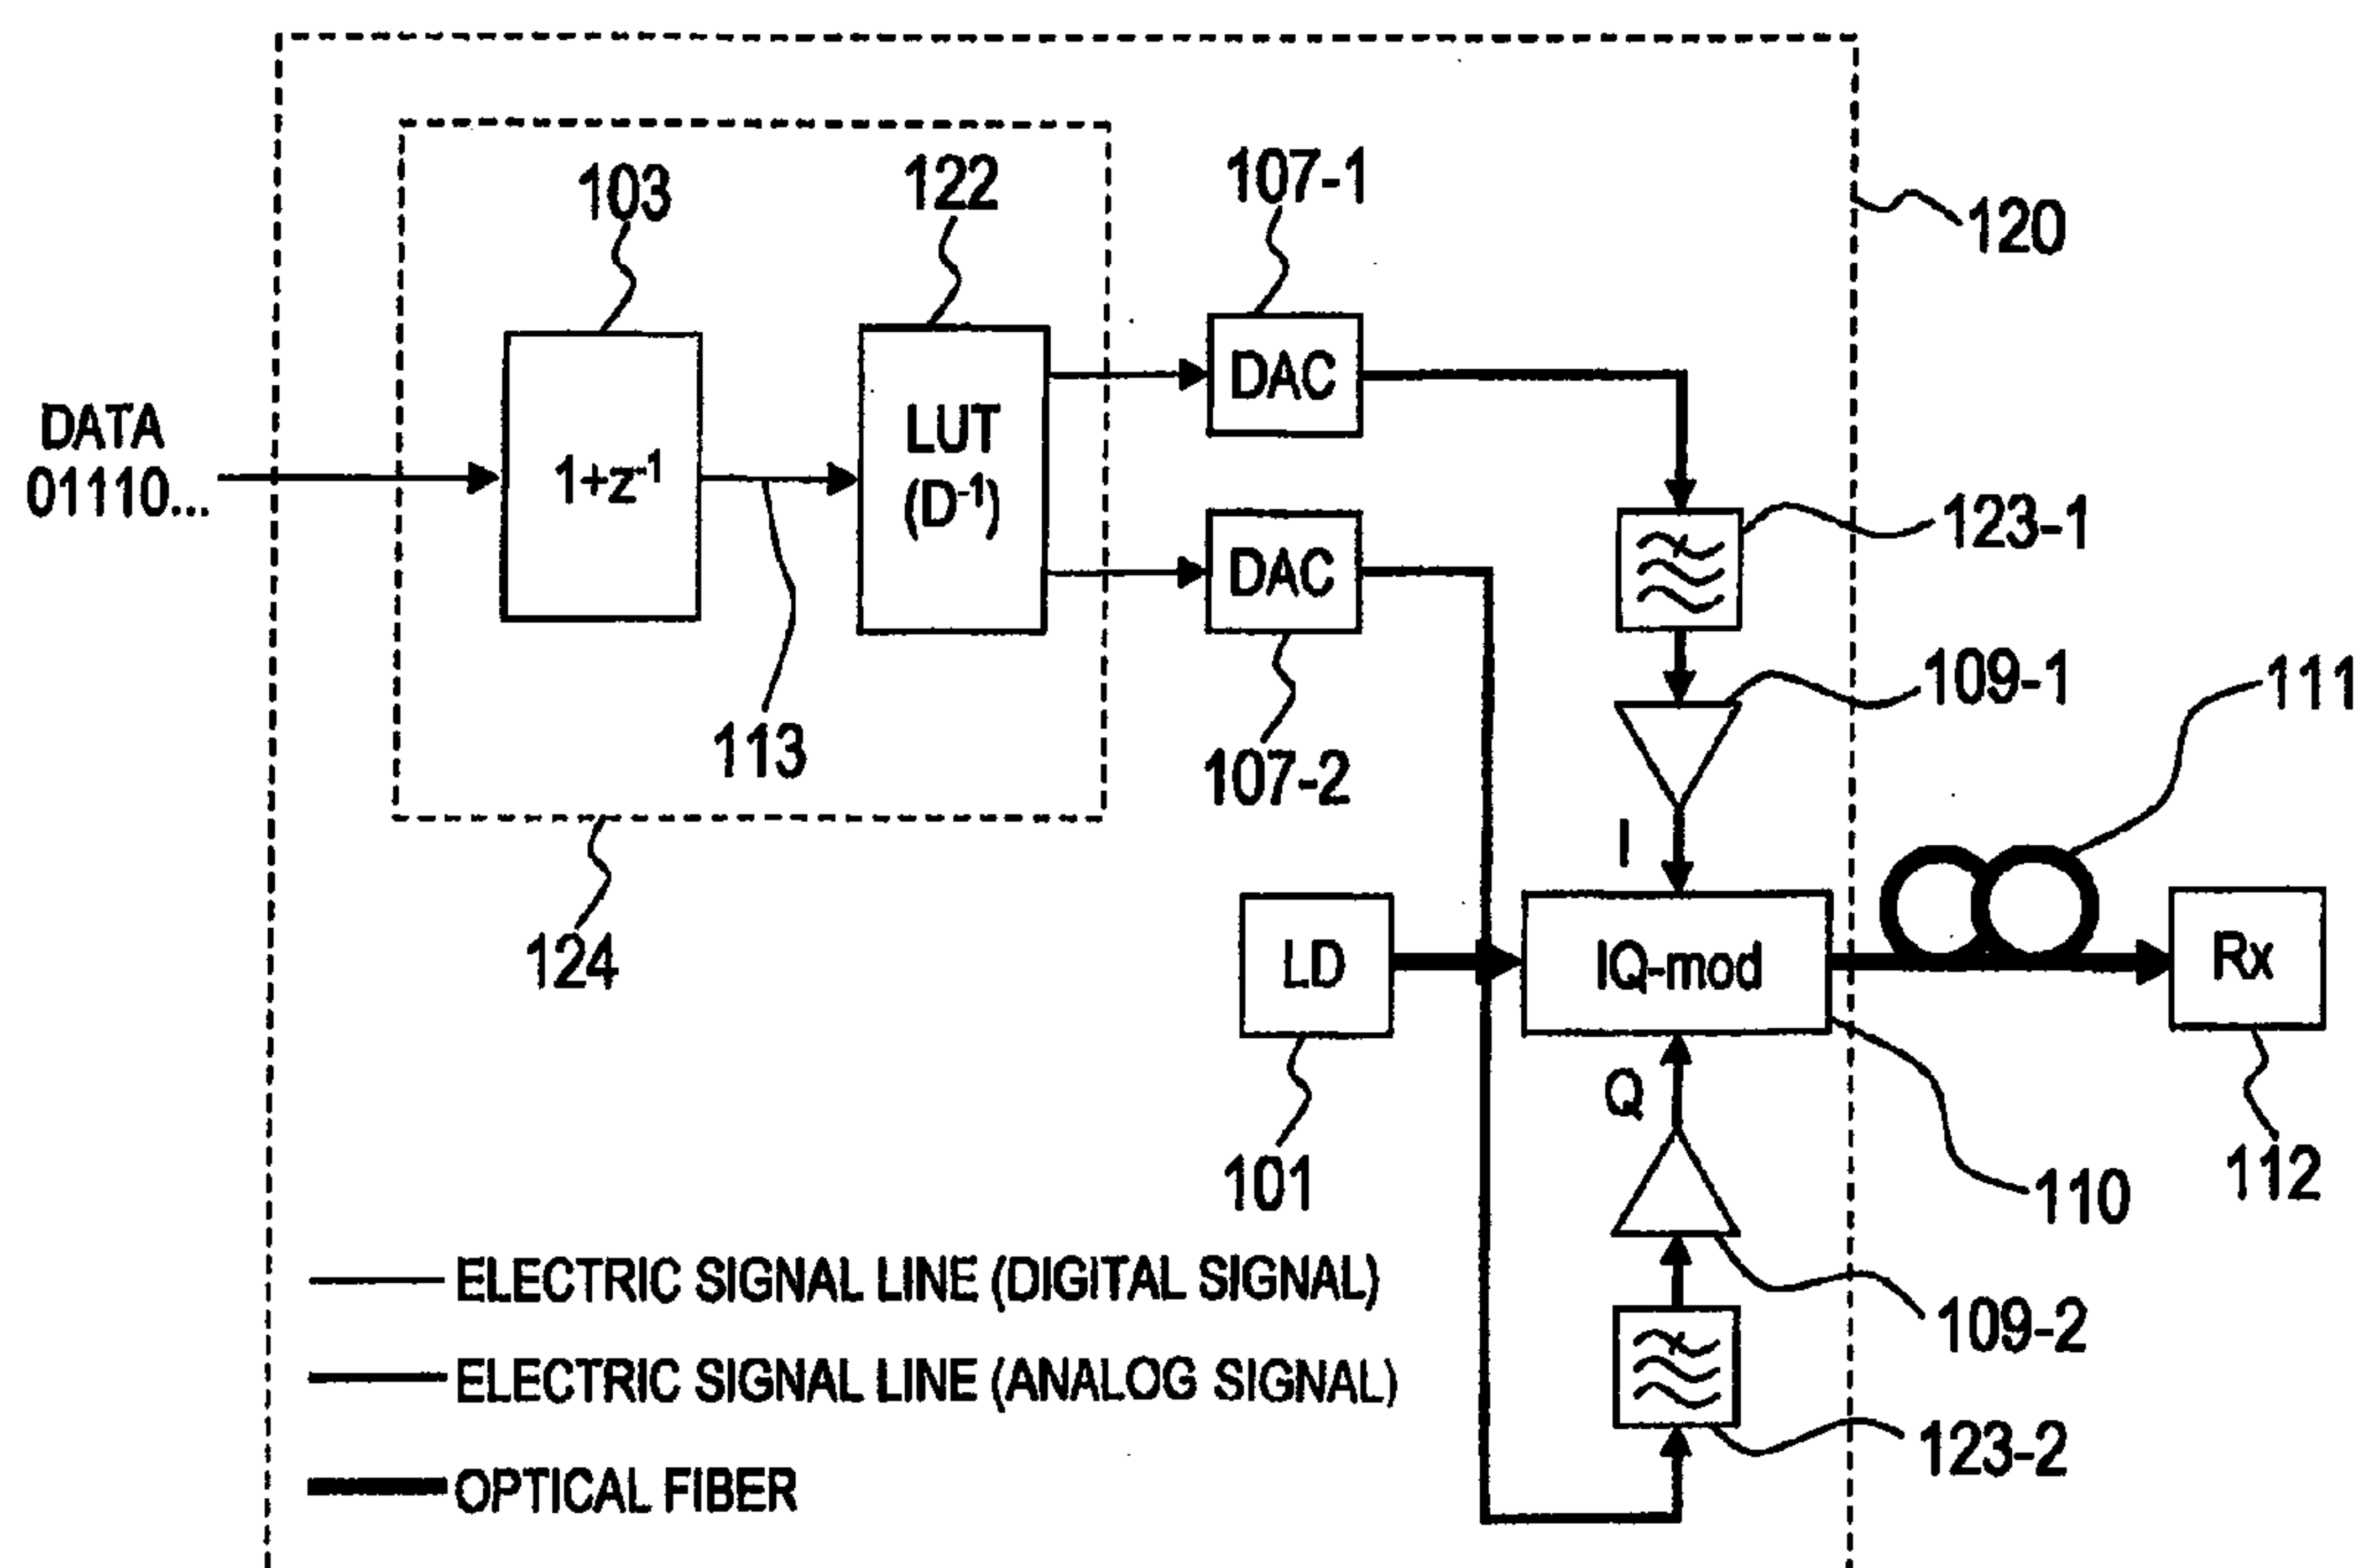 103
122
107-1
120
DATA
01110...
1+z⁻¹
LUT
(D⁻¹)
DAC
DAC
123-1
109-1
111
113
107-2
I
124
LD
IQ-mod
Rx
Q
101
110
112
ELECTRIC SIGNAL LINE (DIGITAL SIGNAL)
109-2
ELECTRIC SIGNAL LINE (ANALOG SIGNAL)
123-2
OPTICAL FIBER